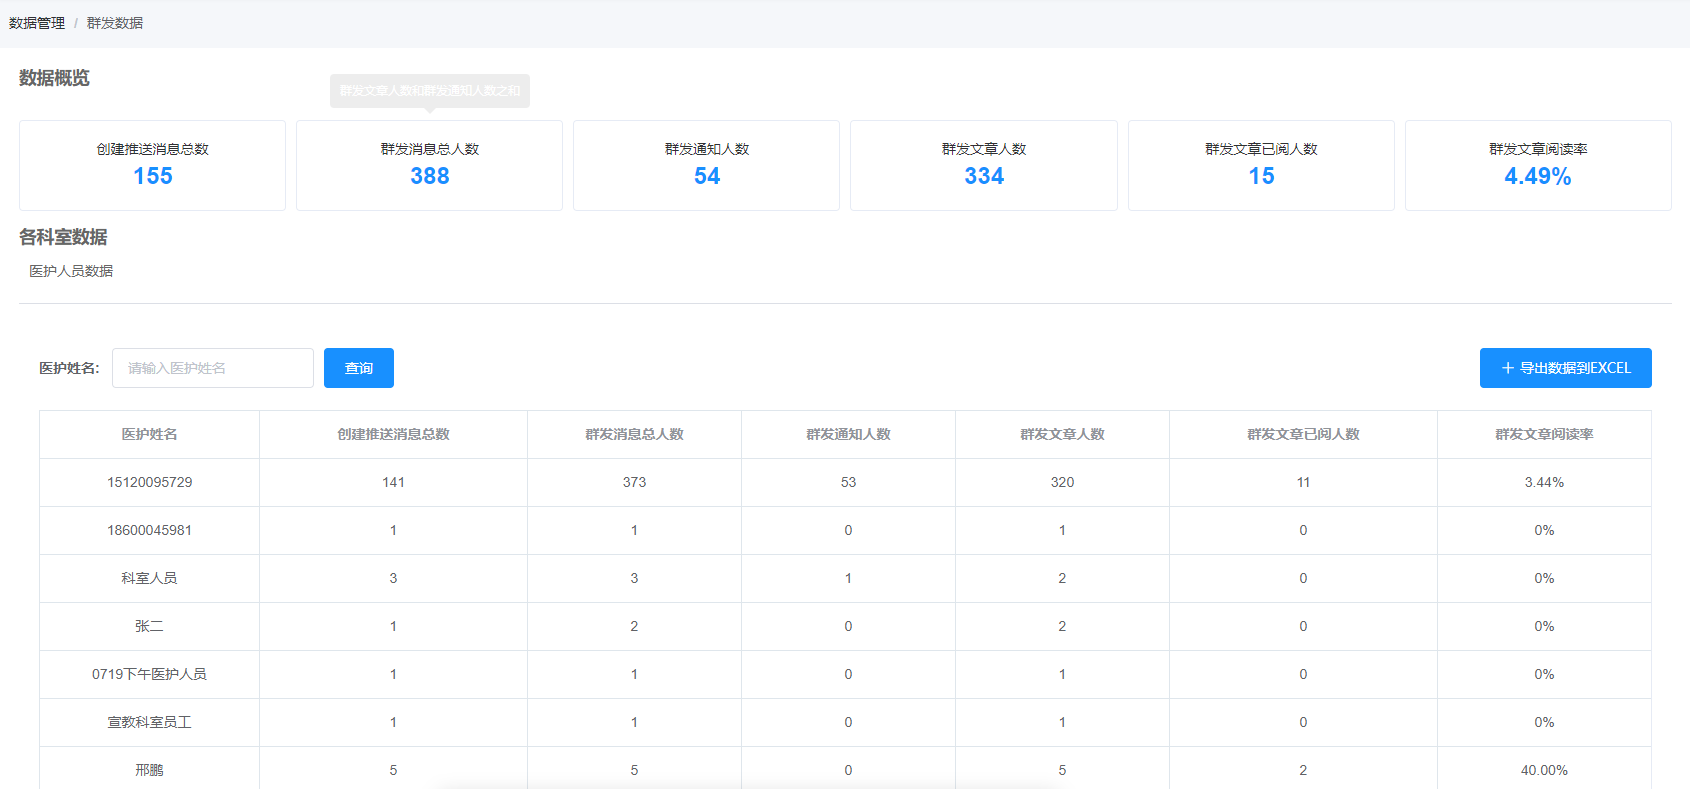 数据管理 / 群发数据
数据概览
群发文章人数和群发通知人数之和
创建推送消息总数 群发消息总人数 群发通知人数 群发文章人数 群发文章已阅人数 群发文章阅读率
155 388 54 334 15 4.49%
各科室数据
医护人员数据
医护姓名: 请输入医护姓名 查询 + 导出数据到EXCEL
医护姓名 创建推送消息总数 群发消息总人数 群发通知人数 群发文章人数 群发文章已阅人数 群发文章阅读率
15120095729 141 373 53 320 11 3.44%
18600045981 1 1 0 1 0 0%
科室人员 3 3 1 2 0 0%
张二 1 2 0 2 0 0%
0719下午医护人员 1 1 0 1 0 0%
宣教科室员工 1 1 0 1 0 0%
邢鹏 5 5 0 5 2 40.00%